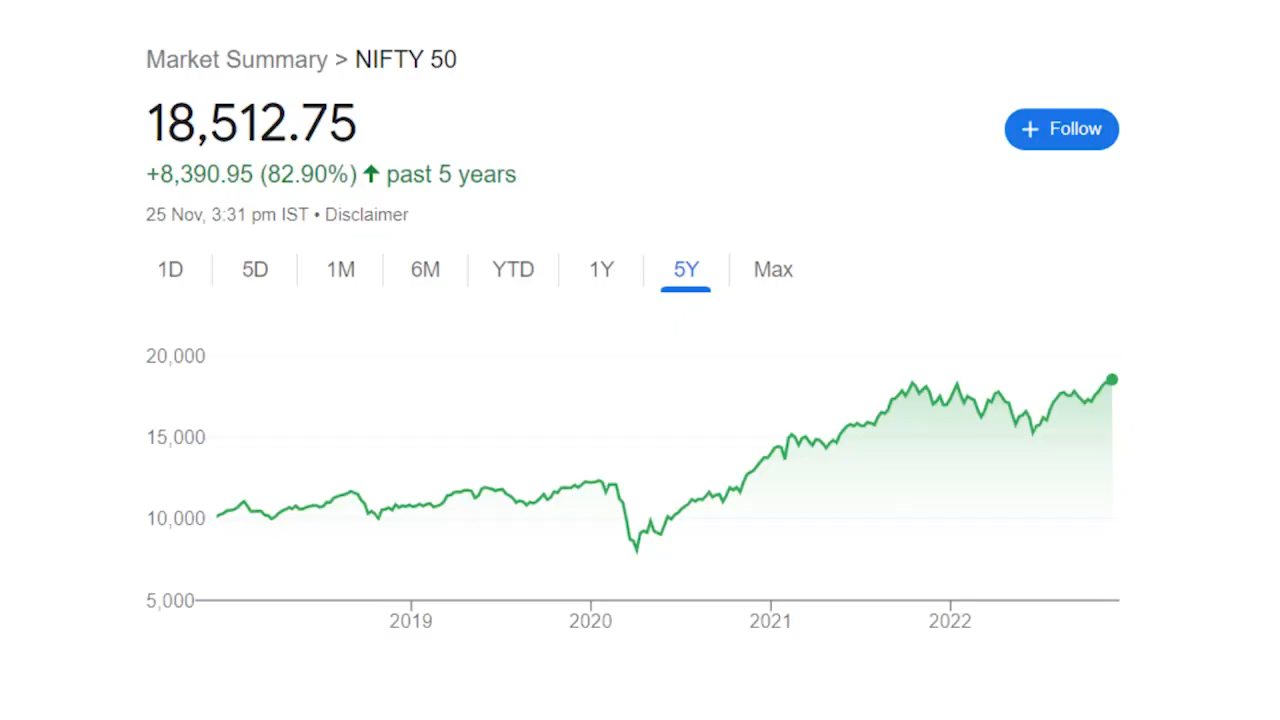 Market Summary > NIFTY 50
18,512.75
+ Follow
+8,390.95 (82.90%) ↑ past 5 years
25 Nov, 3:31 pm IST • Disclaimer
1D 5D 1M 6M YTD 1Y 5Y Max
20,000
15,000
10,000
5,000
2019 2020 2021 2022